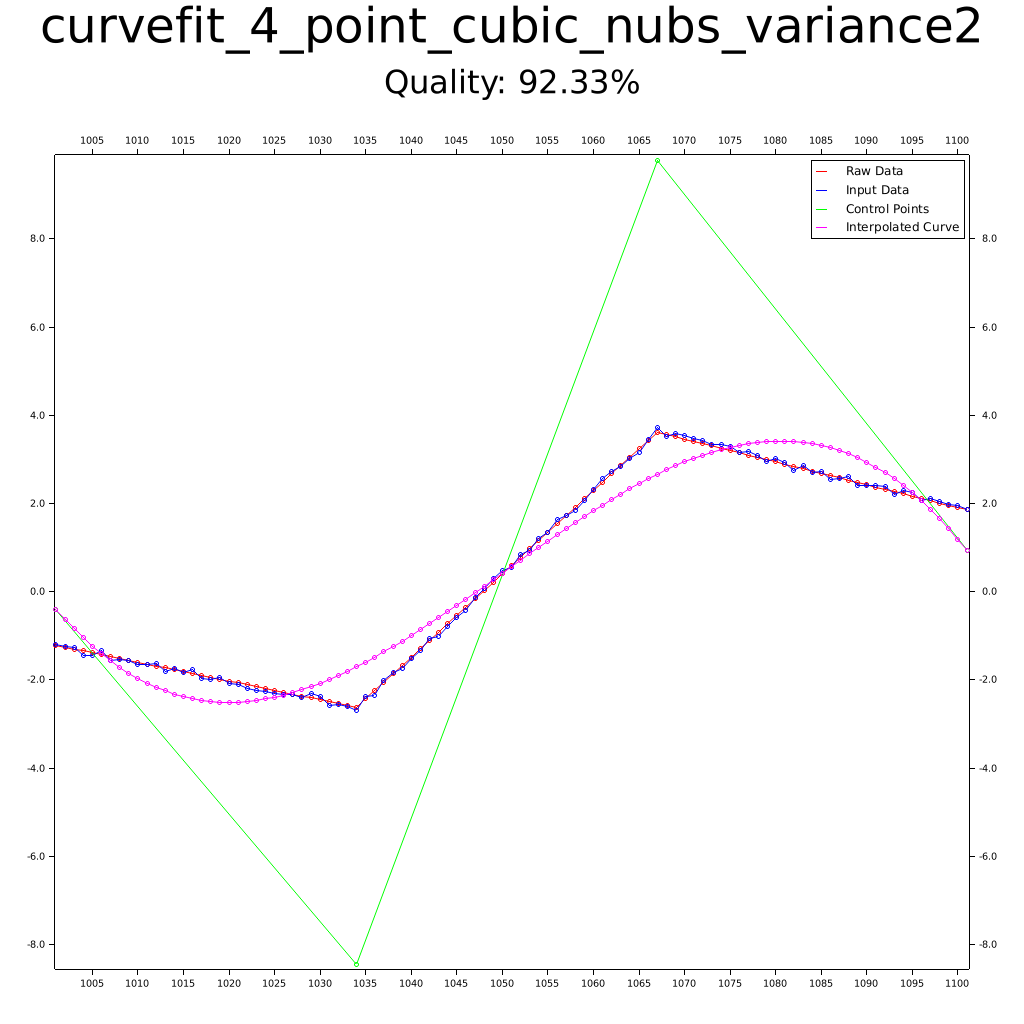 curvefit_4_point_cubic_nubs_variance2
Quality: 92.33%
1005 1010 1015 1020 1025 1030 1035 1040 1045 1050 1055 1060 1065 1070 1075 1080 1085 1090 1095 1100
Raw Data
Input Data
Control Points
Interpolated Curve
8.0 8.0
6.0 6.0
4.0 4.0
2.0 2.0
0.0 0.0
-2.0 -2.0
-4.0 -4.0
-6.0 -6.0
-8.0 -8.0
1005 1010 1015 1020 1025 1030 1035 1040 1045 1050 1055 1060 1065 1070 1075 1080 1085 1090 1095 1100